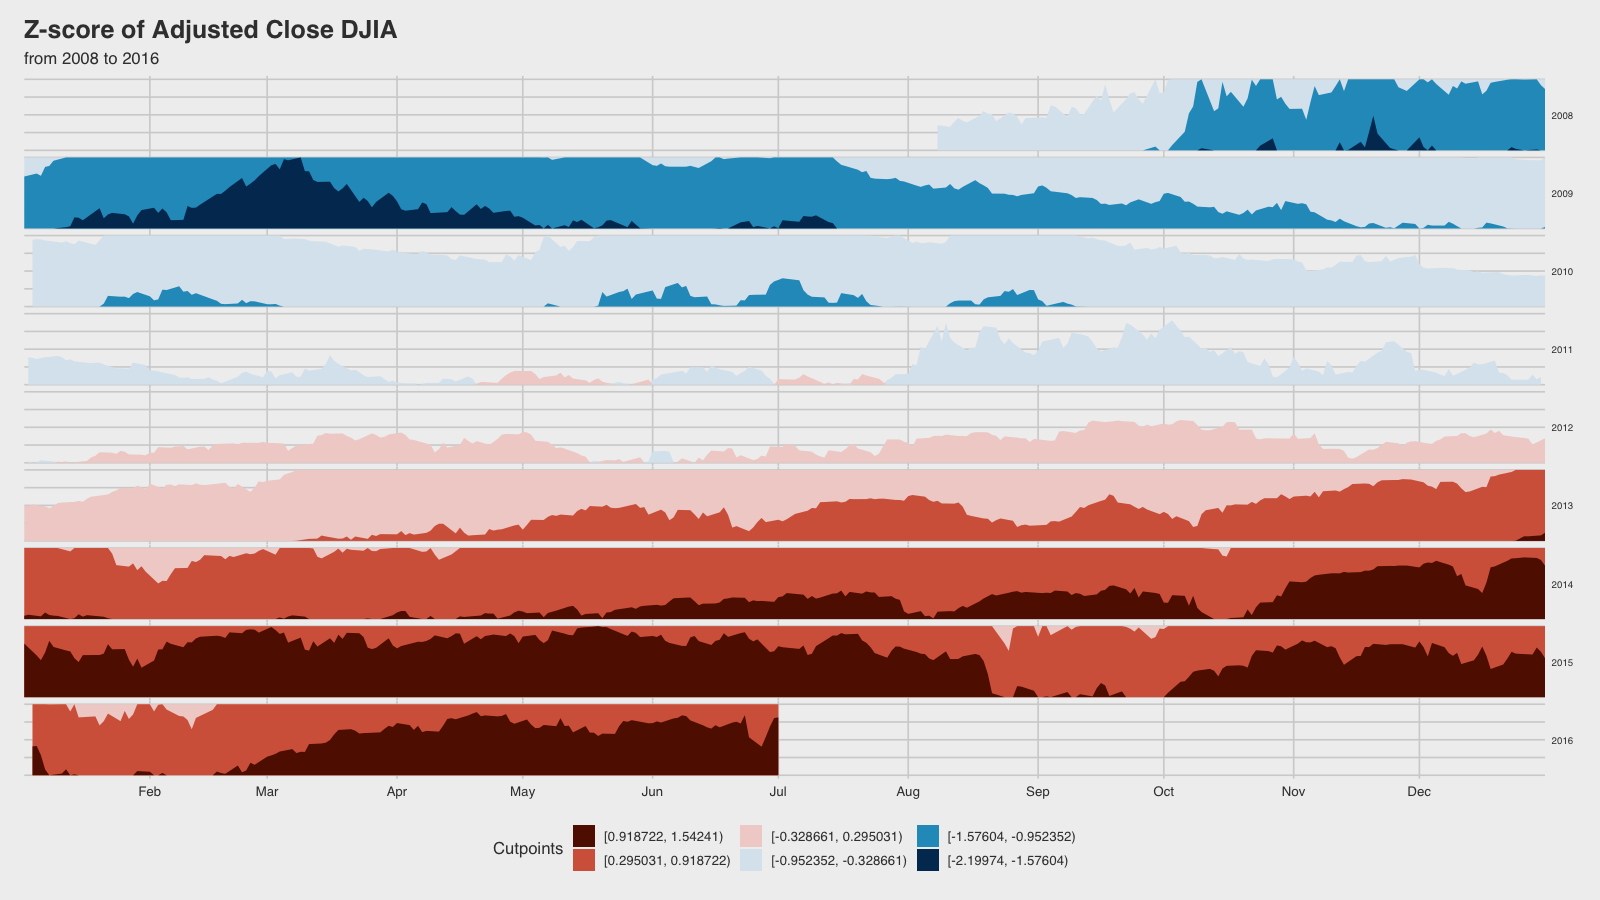 Z-score of Adjusted Close DJIA
from 2008 to 2016
2008
2009
2010
2011
2012
2013
2014
2015
2016
Feb Mar Apr May Jun Jul Aug Sep Oct Nov Dec
Cutpoints
[0.918722, 1.54241) [-0.328661, 0.295031) [-1.57604, -0.952352)
[0.295031, 0.918722) [-0.952352, -0.328661) [-2.19974, -1.57604)